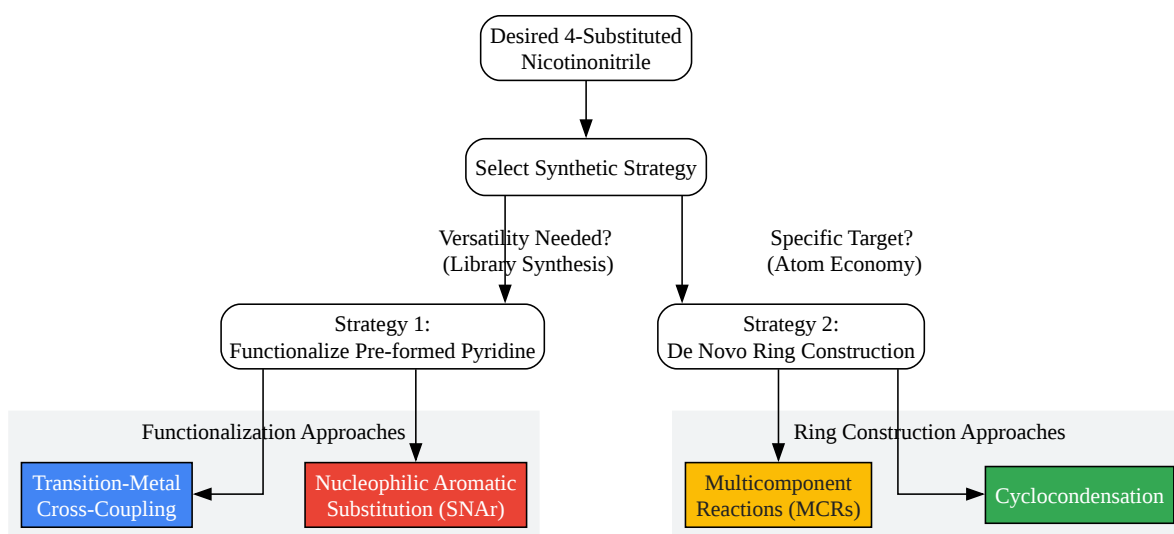 Desired 4-Substituted
Nicotinonitrile
Select Synthetic Strategy
Versatility Needed?
(Library Synthesis)
Specific Target?
(Atom Economy)
Strategy 1:
Functionalize Pre-formed Pyridine
Strategy 2:
De Novo Ring Construction
Functionalization Approaches
Transition-Metal
Cross-Coupling
Nucleophilic Aromatic
Substitution (SNAr)
Ring Construction Approaches
Multicomponent
Reactions (MCRs)
Cyclocondensation